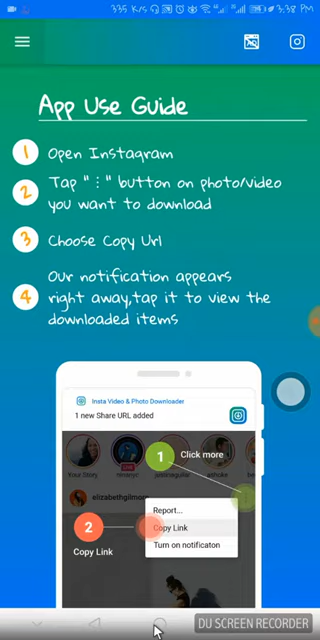 335 K/s 3:38 PM
App Use Guide
1 Open Instagram
2 Tap " ⋮ " button on photo/video
you want to download
3 Choose Copy Url
4 Our notification appears
right away,tap it to view the
downloaded items
Insta Video & Photo Downloader
1 new Share URL added
1 Click more
Your Story
LIVE
elizabethgilmore
Report...
2 Copy Link
Copy Link
Turn on notificaton
DU SCREEN RECORDER